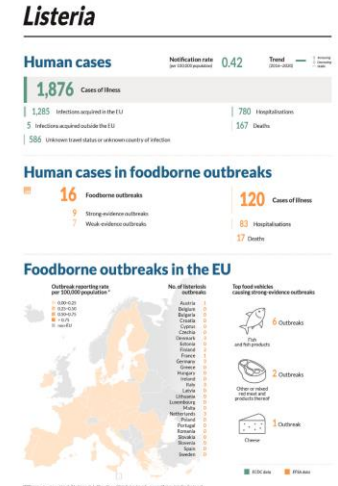 Listeria
Human cases
Notification rate
(per 100,000 population)
0.42
Trend
(2016–2020)
1,876 Cases of illness
1,285 Infections acquired in the EU
5 Infections acquired outside the EU
586 Unknown travel status or unknown country of infection
780 Hospitalisations
167 Deaths
Human cases in foodborne outbreaks
16 Foodborne outbreaks
9 Strong-evidence outbreaks
7 Weak-evidence outbreaks
120 Cases of illness
83 Hospitalisations
17 Deaths
Foodborne outbreaks in the EU
Outbreak reporting rate
per 100,000 population
No. of listeriosis
outbreaks
Austria
Belgium
Bulgaria
Croatia
Cyprus
Czechia
Denmark
Estonia
Finland
France
Germany
Greece
Hungary
Ireland
Italy
Latvia
Lithuania
Luxembourg
Malta
Netherlands
Poland
Portugal
Romania
Slovakia
Slovenia
Spain
Sweden
Top food vehicles
causing strong-evidence outbreaks
6 Outbreaks
Fish
and fish products
2 Outbreaks
Other or mixed
red meat and
products thereof
1 Outbreak
Cheese
ECDC data
EFSA data